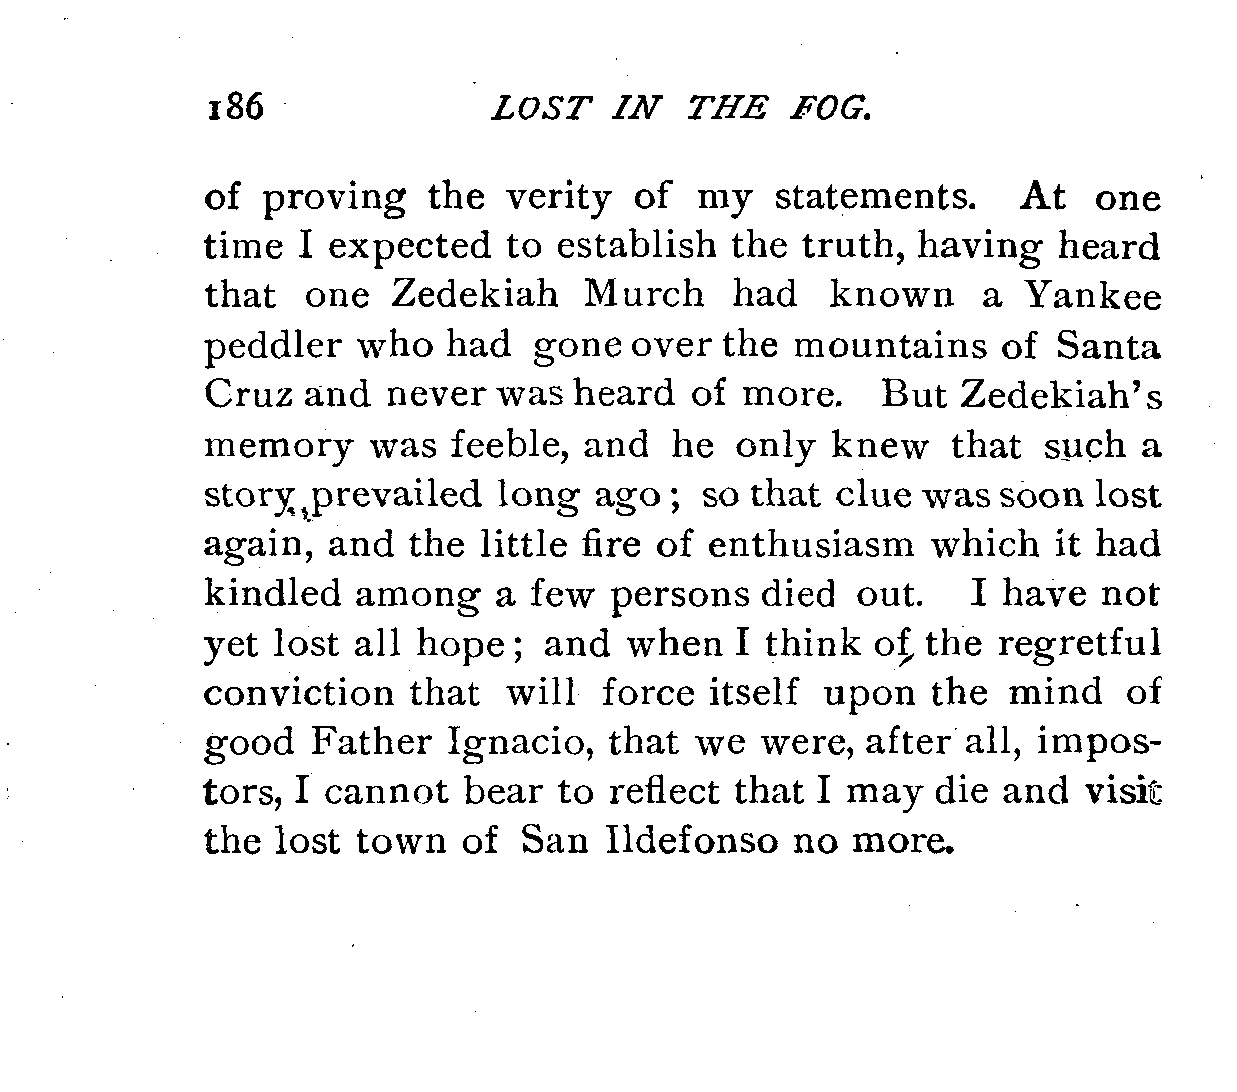 186 LOST IN THE FOG.
of proving the verity of my statements. At one
time I expected to establish the truth, having heard
that one Zedekiah Murch had known a Yankee
peddler who had gone over the mountains of Santa
Cruz and never was heard of more. But Zedekiah's
memory was feeble, and he only knew that such a
story prevailed long ago; so that clue was soon lost
again, and the little fire of enthusiasm which it had
kindled among a few persons died out. I have not
yet lost all hope; and when I think of the regretful
conviction that will force itself upon the mind of
good Father Ignacio, that we were, after all, impos-
tors, I cannot bear to reflect that I may die and visit
the lost town of San Ildefonso no more.